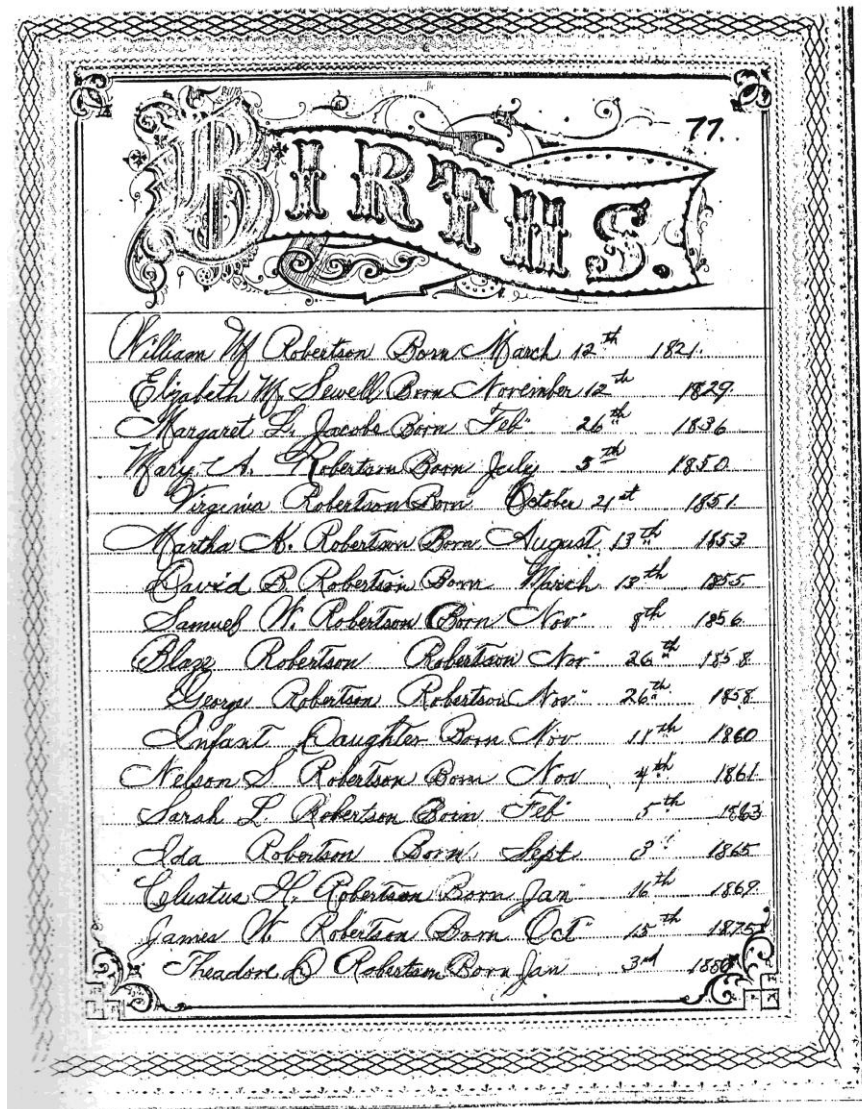 77.
BIRTHS.
William M Robertson Born March 12th 1821.
Elizabeth M. Sewell Born November 12th 1829.
Margaret L. Jacobs Born Feb" 26th 1836
Mary A. Robertson Born July 5th 1850
Virginia Robertson Born October 21st 1851
Martha A. Robertson Born August 13th 1853
David B. Robertson Born March 13th 1855
Samuel W. Robertson Born Nov" 8th 1856
Robertson Robertson Nov" 26th 1858
George Robertson Robertson Nov" 26th 1858
Infant Daughter Born Nov 11th 1860
Nelson S. Robertson Born Nov 4th 1861
Sarah L. Robertson Born Feb" 5th 1863
Ida Robertson Born Sept 3 1865
H. Robertson Born Jan" 16th 1869
James W. Robertson Born Oct" 15th 1875
Theadore Robertson Born Jan 3rd